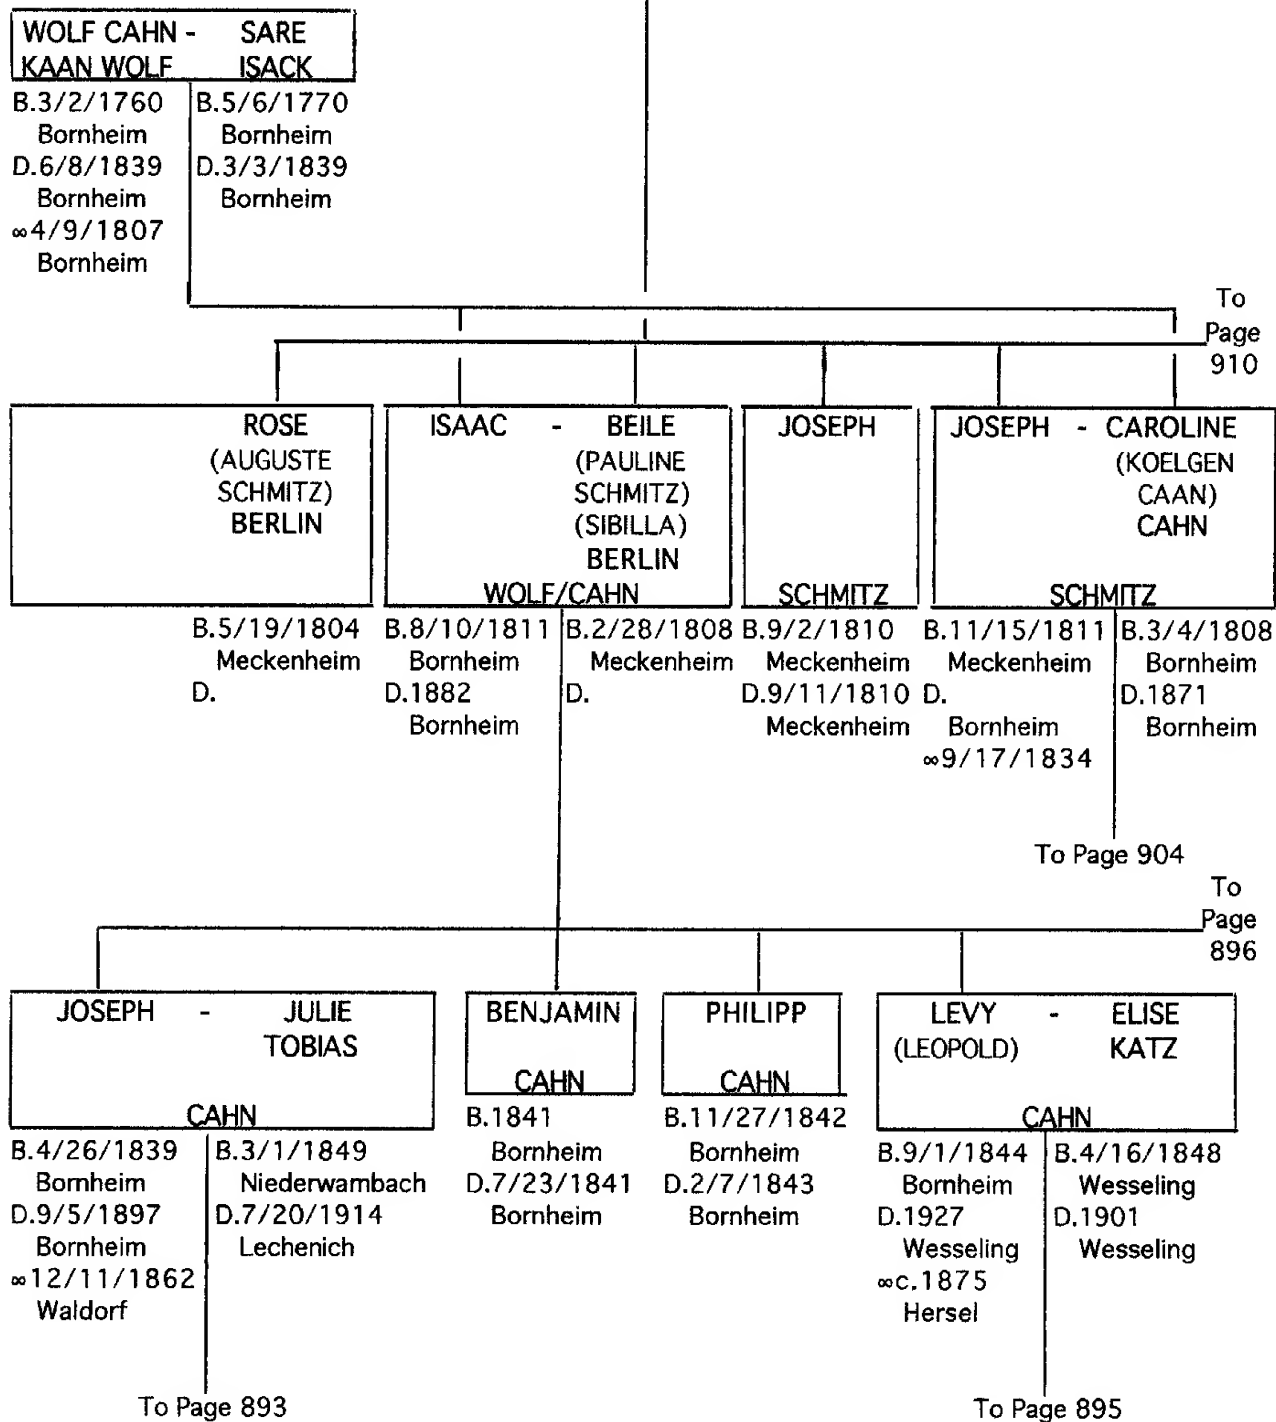 WOLF CAHN - SARE
KAAN WOLF ISACK
B.3/2/1760 B.5/6/1770
Bornheim Bornheim
D.6/8/1839 D.3/3/1839
Bornheim Bornheim
∞4/9/1807
Bornheim
To
Page
910
ROSE
(AUGUSTE
SCHMITZ)
BERLIN
B.5/19/1804
Meckenheim
D.
ISAAC - BEILE
(PAULINE
SCHMITZ)
(SIBILLA)
BERLIN
WOLF/CAHN
B.8/10/1811 B.2/28/1808
Bornheim Meckenheim
D.1882 D.
Bornheim
JOSEPH
SCHMITZ
B.9/2/1810
Meckenheim
D.9/11/1810
Meckenheim
JOSEPH - CAROLINE
(KOELGEN
CAAN)
CAHN
SCHMITZ
B.11/15/1811 B.3/4/1808
Meckenheim Bornheim
D. D.1871
Bornheim Bornheim
∞9/17/1834
To Page 904
To
Page
896
JOSEPH - JULIE
TOBIAS
CAHN
B.4/26/1839 B.3/1/1849
Bornheim Niederwambach
D.9/5/1897 D.7/20/1914
Bornheim Lechenich
∞12/11/1862
Waldorf
To Page 893
BENJAMIN
CAHN
B.1841
Bornheim
D.7/23/1841
Bornheim
PHILIPP
CAHN
B.11/27/1842
Bornheim
D.2/7/1843
Bornheim
LEVY - ELISE
(LEOPOLD) KATZ
CAHN
B.9/1/1844 B.4/16/1848
Bornheim Wesseling
D.1927 D.1901
Wesseling Wesseling
∞c.1875
Hersel
To Page 895